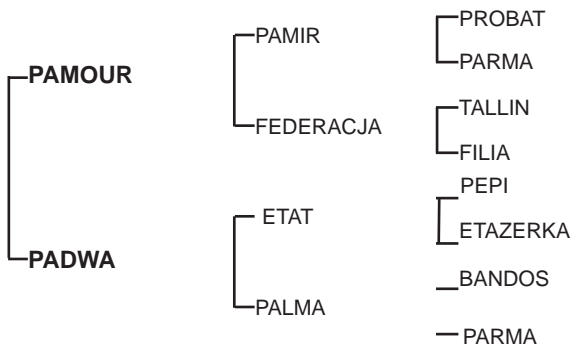 PAMOUR
PADWA
PAMIR
FEDERACJA
ETAT
PALMA
PROBAT
PARMA
TALLIN
FILIA
PEPI
ETAZERKA
BANDOS
PARMA